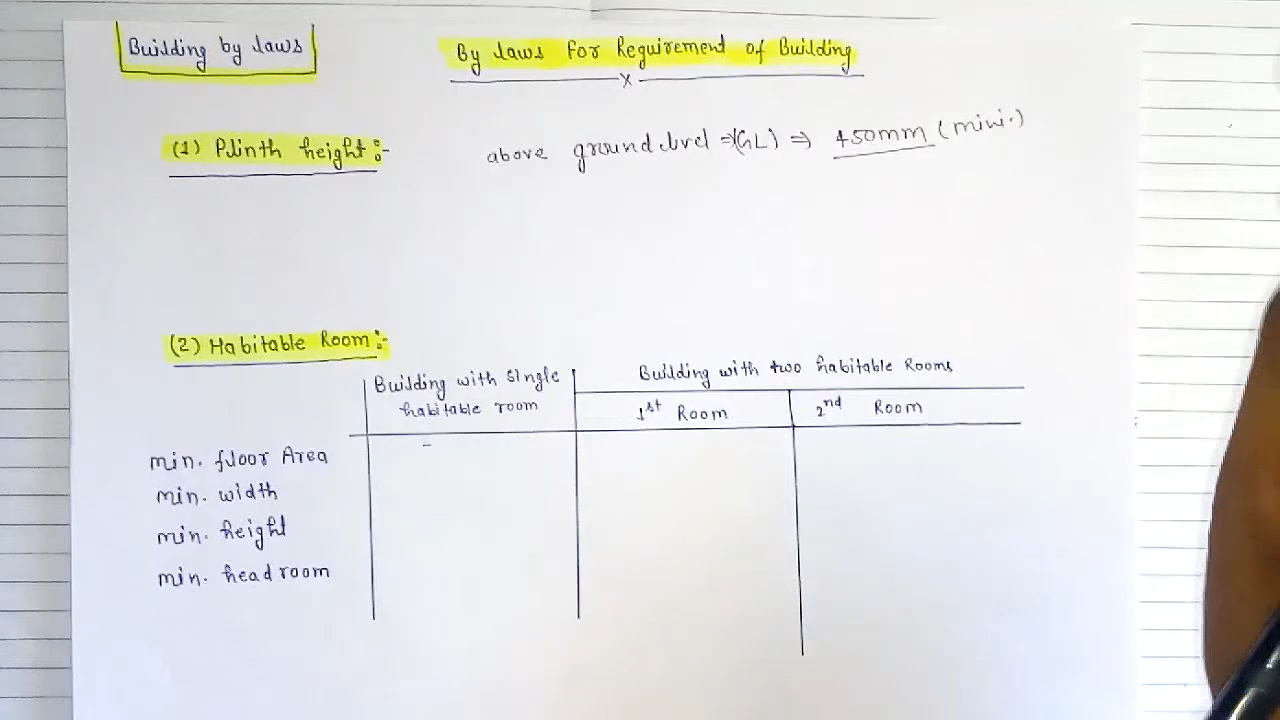 Building by laws
By laws for Requirement of Building
x
(1) Plinth height:-
above ground level ⇒(GL) ⇒ 450mm (mini.)
(2) Habitable Room:-
Building with single habitable room
Building with two habitable Rooms
1st Room
2nd Room
min. floor Area
min. width
min. height
min. head room